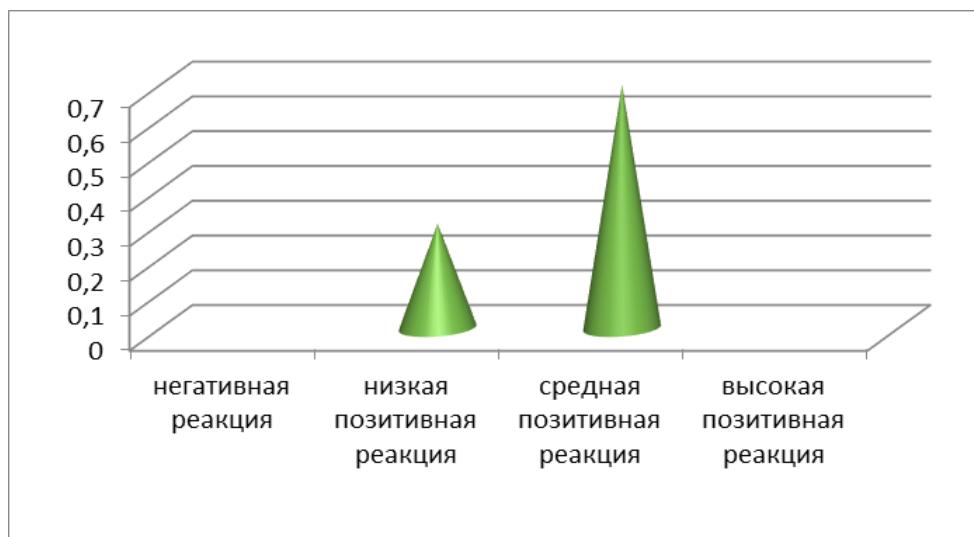 0,7
0,6
0,5
0,4
0,3
0,2
0,1
0
негативная
реакция
низкая
позитивная
реакция
средная
позитивная
реакция
высокая
позитивная
реакция